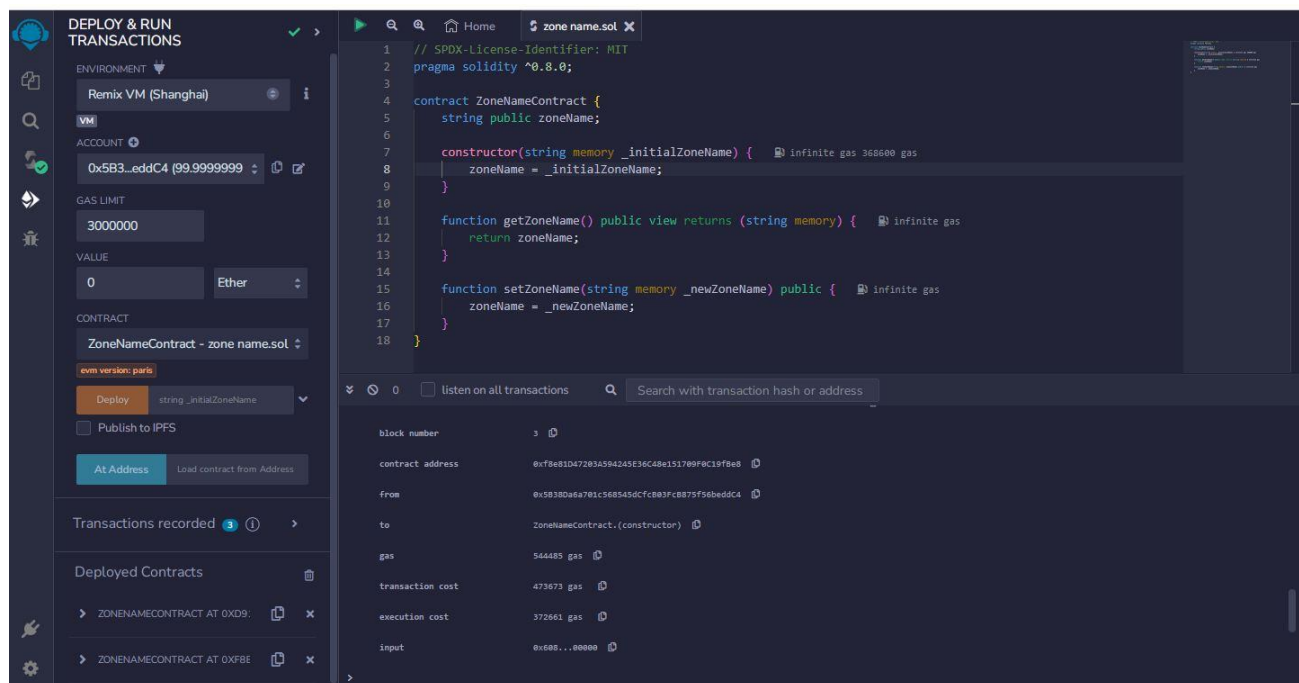 DEPLOY & RUN
TRANSACTIONS
ENVIRONMENT
Remix VM (Shanghai)
VM
ACCOUNT
0x5B3...eddC4 (99.9999999
GAS LIMIT
3000000
VALUE
0 Ether
CONTRACT
ZoneNameContract - zone name.sol
evm version: paris
Deploy string _initialZoneName
Publish to IPFS
At Address Load contract from Address
Transactions recorded 3 i
Deployed Contracts
ZONENAMECONTRACT AT 0XD9:
ZONENAMECONTRACT AT 0XF8E
Home zone name.sol
1 // SPDX-License-Identifier: MIT
2 pragma solidity ^0.8.0;
3
4 contract ZoneNameContract {
5 string public zoneName;
6
7 constructor(string memory _initialZoneName) { infinite gas 368600 gas
8 zoneName = _initialZoneName;
9 }
10
11 function getZoneName() public view returns (string memory) { infinite gas
12 return zoneName;
13 }
14
15 function setZoneName(string memory _newZoneName) public { infinite gas
16 zoneName = _newZoneName;
17 }
18 }
0 listen on all transactions Search with transaction hash or address
block number 3
contract address 0xf8e81D47203A594245E36C48e151709F0C19fBe8
from 0x5B38Da6a701c568545dCfcB03FcB875f56beddC4
to ZoneNameContract.(constructor)
gas 544485 gas
transaction cost 473673 gas
execution cost 372661 gas
input 0x608...00000
>